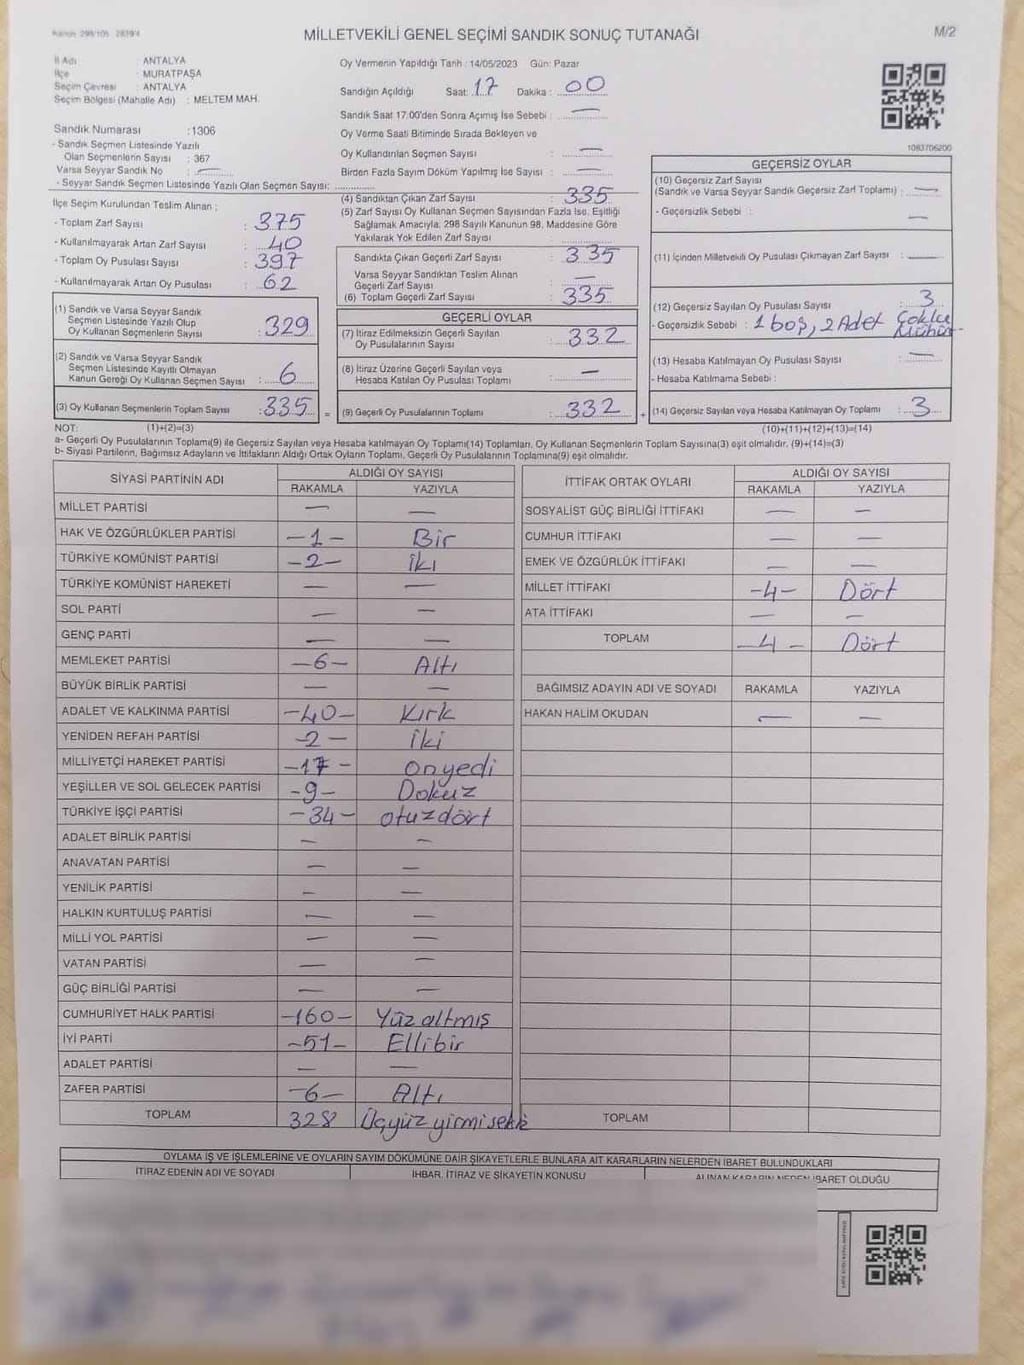 Kanun 298/105 2839/4
MİLLETVEKİLİ GENEL SEÇİMİ SANDIK SONUÇ TUTANAĞI
M/2
İl Adı : ANTALYA
İlçe : MURATPAŞA
Seçim Çevresi : ANTALYA
Seçim Bölgesi (Mahalle Adı) : MELTEM MAH.
Sandık Numarası : 1306
- Sandık Seçmen Listesinde Yazılı
Olan Seçmenlerin Sayısı : 367
Varsa Seyyar Sandık No : —
- Seyyar Sandık Seçmen Listesinde Yazılı Olan Seçmen Sayısı: ..............
İlçe Seçim Kurulundan Teslim Alınan ;
- Toplam Zarf Sayısı : 375
- Kullanılmayarak Artan Zarf Sayısı : 40
- Toplam Oy Pusulası Sayısı : 397
- Kullanılmayarak Artan Oy Pusulası : 62
(1) Sandık ve Varsa Seyyar Sandık
Seçmen Listesinde Yazılı Olup
Oy Kullanan Seçmenlerin Sayısı : 329
(2) Sandık ve Varsa Seyyar Sandık
Seçmen Listesinde Kayıtlı Olmayan
Kanun Gereği Oy Kullanan Seçmen Sayısı : 6
(3) Oy Kullanan Seçmenlerin Toplam Sayısı : 335 =
Oy Vermenin Yapıldığı Tarih : 14/05/2023 Gün: Pazar
Sandığın Açıldığı Saat: 17 Dakika : 00
Sandık Saat 17:00'den Sonra Açılmış İse Sebebi : —
Oy Verme Saati Bitiminde Sırada Bekleyen ve
Oy Kullandırılan Seçmen Sayısı : —
Birden Fazla Sayım Döküm Yapılmış İse Sayısı : —
(4) Sandıktan Çıkan Zarf Sayısı : 335
(5) Zarf Sayısı Oy Kullanan Seçmen Sayısından Fazla İse, Eşitliği
Sağlamak Amacıyla, 298 Sayılı Kanunun 98. Maddesine Göre
Yakılarak Yok Edilen Zarf Sayısı : ..............
Sandıkta Çıkan Geçerli Zarf Sayısı : 335
Varsa Seyyar Sandıktan Teslim Alınan
Geçerli Zarf Sayısı : —
(6) Toplam Geçerli Zarf Sayısı : 335
GEÇERLİ OYLAR
(7) İtiraz Edilmeksizin Geçerli Sayılan
Oy Pusulalarının Sayısı : 332
(8) İtiraz Üzerine Geçerli Sayılan veya
Hesaba Katılan Oy Pusulası Toplamı : —
(9) Geçerli Oy Pusulalarının Toplamı : 332 +
1083706200
GEÇERSİZ OYLAR
(10) Geçersiz Zarf Sayısı
(Sandık ve Varsa Seyyar Sandık Geçersiz Zarf Toplamı) : —
- Geçersizlik Sebebi : —
(11) İçinden Milletvekili Oy Pusulası Çıkmayan Zarf Sayısı : —
(12) Geçersiz Sayılan Oy Pusulası Sayısı : 3
- Geçersizlik Sebebi : 1 boş, 2 Adet Çoklu
Mühür
(13) Hesaba Katılmayan Oy Pusulası Sayısı : —
- Hesaba Katılmama Sebebi :
(14) Geçersiz Sayılan veya Hesaba Katılmayan Oy Toplamı : 3
NOT: (1)+(2)=(3) (10)+(11)+(12)+(13)=(14)
a- Geçerli Oy Pusulalarının Toplamı(9) ile Geçersiz Sayılan veya Hesaba katılmayan Oy Toplamı(14) Toplamları, Oy Kullanan Seçmenlerin Toplam Sayısına(3) eşit olmalıdır. (9)+(14)=(3)
b- Siyasi Partilerin, Bağımsız Adayların ve İttifakların Aldığı Ortak Oyların Toplamı, Geçerli Oy Pusulalarının Toplamına(9) eşit olmalıdır.
SİYASİ PARTİNİN ADI ALDIĞI OY SAYISI
RAKAMLA YAZIYLA
MİLLET PARTİSİ — —
HAK VE ÖZGÜRLÜKLER PARTİSİ -1- Bir
TÜRKİYE KOMÜNİST PARTİSİ -2- İki
TÜRKİYE KOMÜNİST HAREKETİ — —
SOL PARTİ — —
GENÇ PARTİ — —
MEMLEKET PARTİSİ -6- Altı
BÜYÜK BİRLİK PARTİSİ — —
ADALET VE KALKINMA PARTİSİ -40- Kırk
YENİDEN REFAH PARTİSİ -2- İki
MİLLİYETÇİ HAREKET PARTİSİ -17- onyedi
YEŞİLLER VE SOL GELECEK PARTİSİ -9- Dokuz
TÜRKİYE İŞÇİ PARTİSİ -34- otuzdört
ADALET BİRLİK PARTİSİ — —
ANAVATAN PARTİSİ — —
YENİLİK PARTİSİ — —
HALKIN KURTULUŞ PARTİSİ — —
MİLLİ YOL PARTİSİ — —
VATAN PARTİSİ — —
GÜÇ BİRLİĞİ PARTİSİ — —
CUMHURİYET HALK PARTİSİ -160- Yüzaltmış
İYİ PARTİ -51- Ellibir
ADALET PARTİSİ — —
ZAFER PARTİSİ -6- Altı
TOPLAM 328 Üçyüzyirmisekiz
İTTİFAK ORTAK OYLARI ALDIĞI OY SAYISI
RAKAMLA YAZIYLA
SOSYALİST GÜÇ BİRLİĞİ İTTİFAKI — —
CUMHUR İTTİFAKI — —
EMEK VE ÖZGÜRLÜK İTTİFAKI — —
MİLLET İTTİFAKI -4- Dört
ATA İTTİFAKI — —
TOPLAM -4- Dört
BAĞIMSIZ ADAYIN ADI VE SOYADI RAKAMLA YAZIYLA
HAKAN HALİM OKUDAN — —
TOPLAM
OYLAMA İŞ VE İŞLEMLERİNE VE OYLARIN SAYIM DÖKÜMÜNE DAİR ŞİKAYETLERLE BUNLARA AİT KARARLARIN NELERDEN İBARET BULUNDUKLARI
İTİRAZ EDENİN ADI VE SOYADI İHBAR, İTİRAZ VE ŞİKAYETİN KONUSU ALINAN KARARIN NEDEN İBARET OLDUĞU